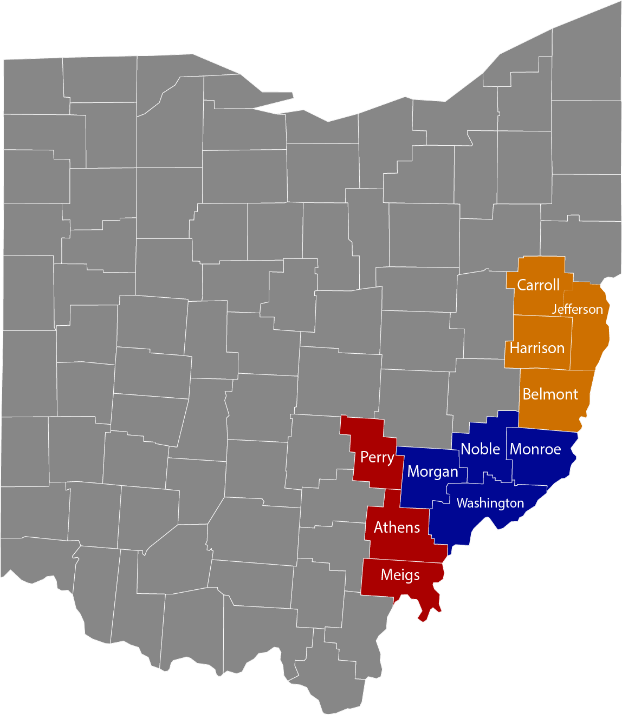 Carroll
Jefferson
Harrison
Belmont
Noble
Monroe
Perry
Morgan
Washington
Athens
Meigs